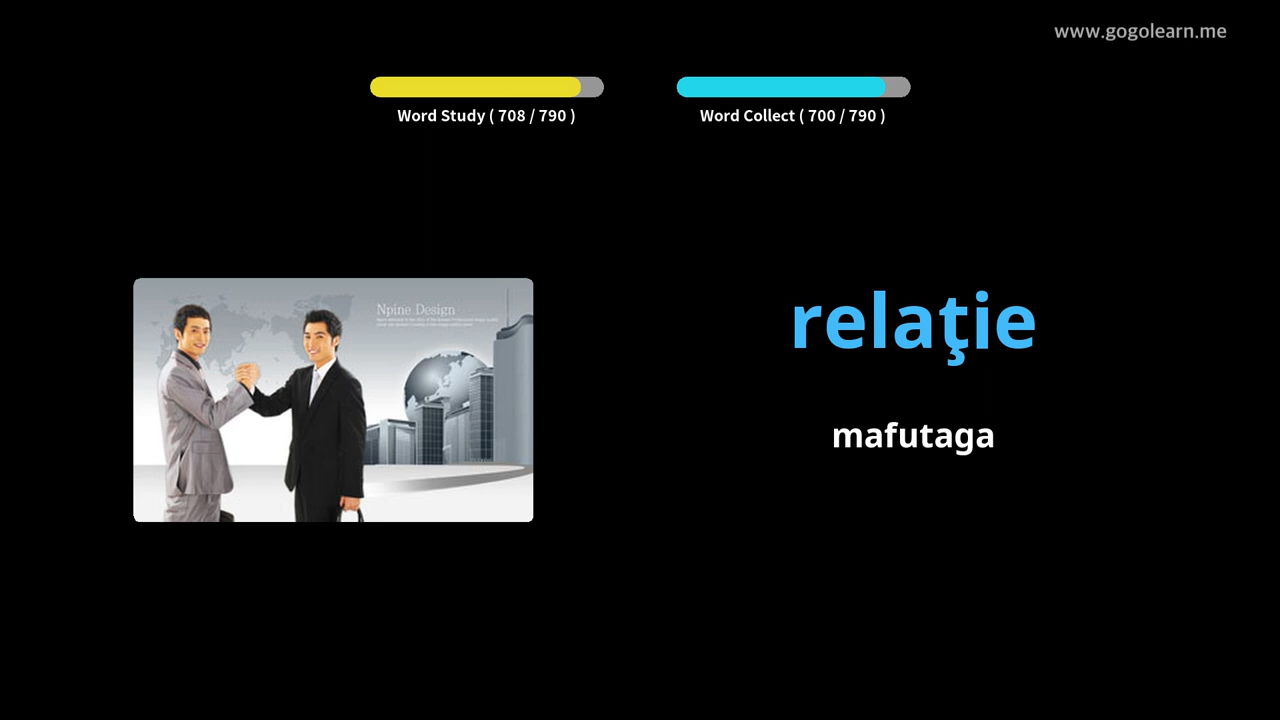 www.gogolearn.me
Word Study ( 708 / 790 )
Word Collect ( 700 / 790 )
Npine Design
relaţie
mafutaga